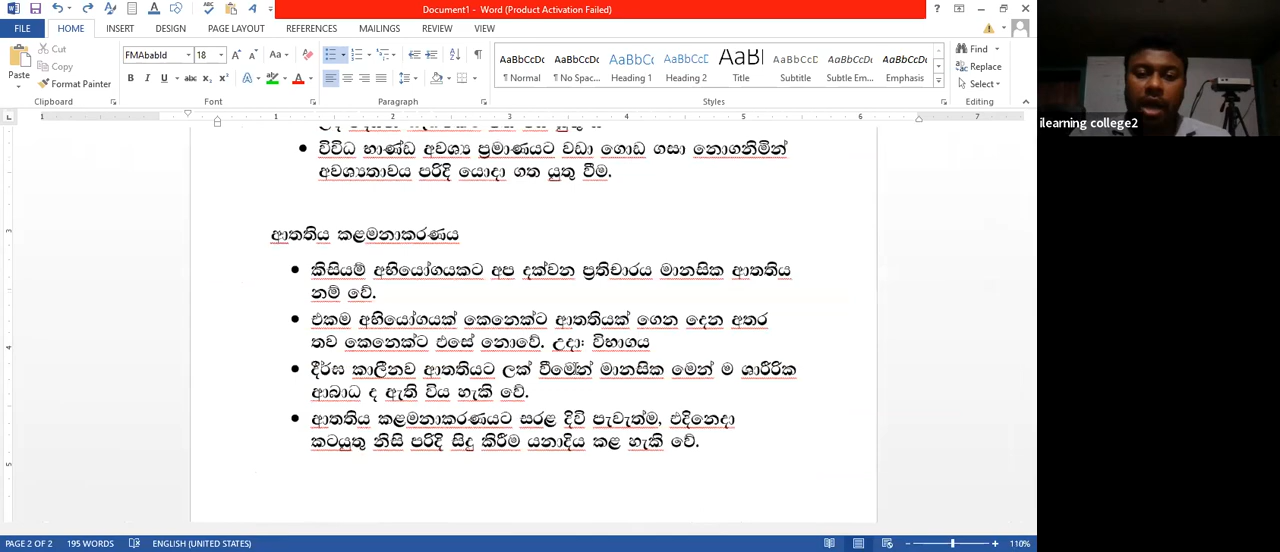 Document1 - Word (Product Activation Failed)
FILE HOME INSERT DESIGN PAGE LAYOUT REFERENCES MAILINGS REVIEW VIEW
Paste Cut Copy Format Painter
FMAbabld 18
AaBbCcDc AaBbCcDc AaBbCc AaBbCcD AaBl AaBbCcD AaBbCcDc AaBbCcDc
¶ Normal ¶ No Spac... Heading 1 Heading 2 Title Subtitle Subtle Em... Emphasis
Find Replace Select
Clipboard Font Paragraph Styles Editing
ilearning college2
විවිධ භාණ්ඩ අවශ්‍ය ප්‍රමාණයට වඩා ගොඩ ගසා නොගනිමින්
අවශ්‍යතාවය පරිදි යොදා ගත යුතු වීම.
ආතතිය කළමනාකරණය
කිසියම් අභියෝගයකට අප දක්වන ප්‍රතිචාරය මානසික ආතතිය
නම් වේ.
එකම අභියෝගයක් කෙනෙක්ට ආතතියක් ගෙන දෙන අතර
තව කෙනෙක්ට එසේ නොවේ. උදා: විභාගය
දීර්ඝ කාලීනව ආතතියට ලක් වීමෙන් මානසික මෙන් ම ශාරීරික
ආබාධ ද ඇති විය හැකි වේ.
ආතතිය කළමනාකරණයට සරළ දිවි පැවැත්ම, එදිනෙදා
කටයුතු නිසි පරිදි සිදු කිරීම යනාදිය කළ හැකි වේ.
PAGE 2 OF 2 195 WORDS ENGLISH (UNITED STATES) 110%